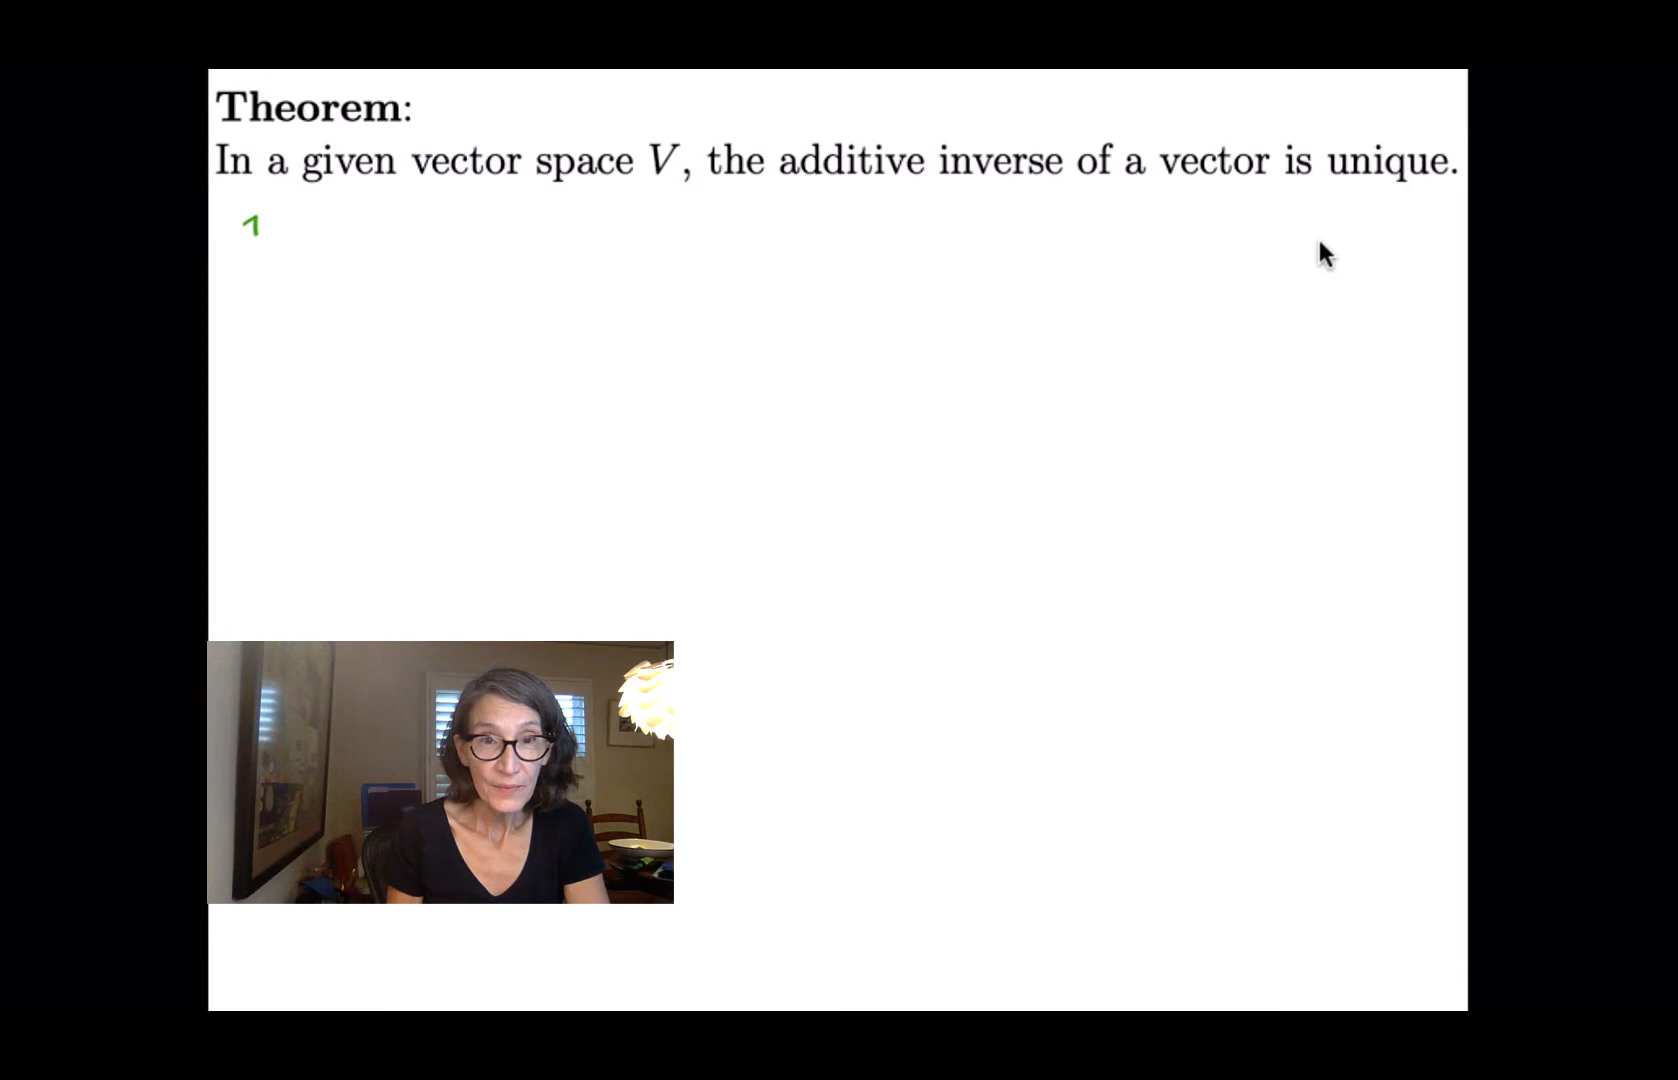 Theorem:
In a given vector space V, the additive inverse of a vector is unique.